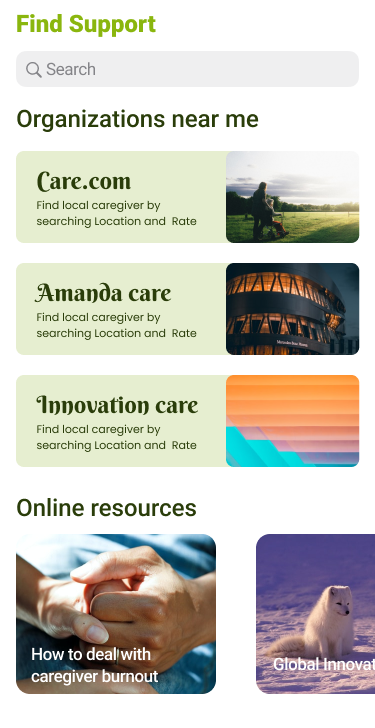 Find Support
Search
Organizations near me
Care.com
Find local caregiver by
searching Location and Rate
Amanda care
Find local caregiver by
searching Location and Rate
Innovation care
Find local caregiver by
searching Location and Rate
Online resources
How to deal with
caregiver burnout
Global Innovat